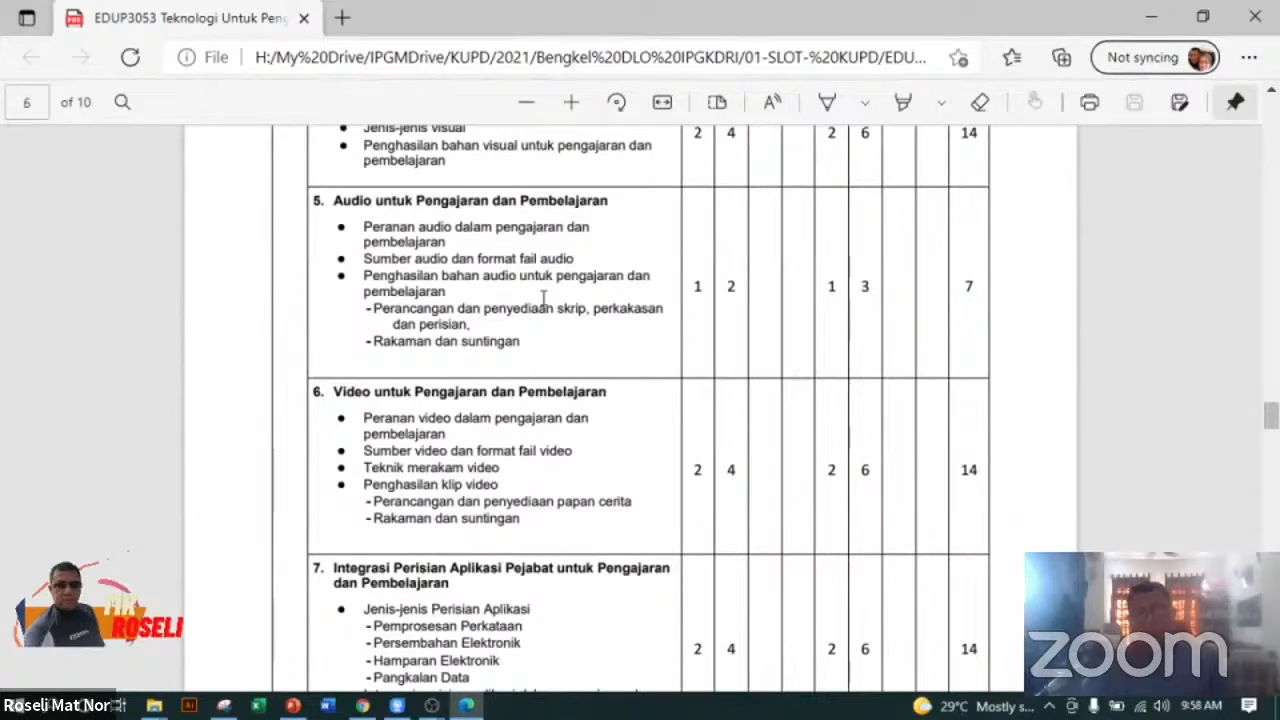 EDUP3053 Teknologi Untuk Peng
File
H:/My%20Drive/IPGMDrive/KUPD/2021/Bengkel%20DLO%20IPGKDRI/01-SLOT-%20KUPD/EDU...
Not syncing
6 of 10
Jenis-jenis visual
Penghasilan bahan visual untuk pengajaran dan
pembelajaran
2 4 2 6 14
5. Audio untuk Pengajaran dan Pembelajaran
Peranan audio dalam pengajaran dan
pembelajaran
Sumber audio dan format fail audio
Penghasilan bahan audio untuk pengajaran dan
pembelajaran
- Perancangan dan penyediaan skrip, perkakasan
dan perisian,
- Rakaman dan suntingan
1 2 1 3 7
6. Video untuk Pengajaran dan Pembelajaran
Peranan video dalam pengajaran dan
pembelajaran
Sumber video dan format fail video
Teknik merakam video
Penghasilan klip video
- Perancangan dan penyediaan papan cerita
- Rakaman dan suntingan
2 4 2 6 14
7. Integrasi Perisian Aplikasi Pejabat untuk Pengajaran
dan Pembelajaran
Jenis-jenis Perisian Aplikasi
- Pemprosesan Perkataan
- Persembahan Elektronik
- Hamparan Elektronik
- Pangkalan Data
2 4 2 6 14
MR
ROSELI
zoom
Roseli Mat Nor
29°C Mostly s...
9:58 AM